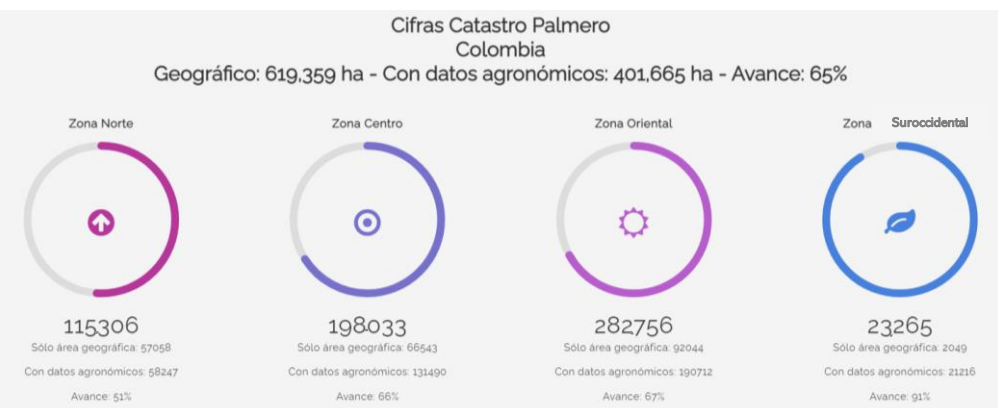 Cifras Catastro Palmero
Colombia
Geográfico: 619,359 ha - Con datos agronómicos: 401,665 ha - Avance: 65%
Zona Norte
115306
Sólo área geográfica: 57058
Con datos agronómicos: 58247
Avance: 51%
Zona Centro
198033
Sólo área geográfica: 66543
Con datos agronómicos: 131490
Avance: 66%
Zona Oriental
282756
Sólo área geográfica: 92044
Con datos agronómicos: 190712
Avance: 67%
Zona Suroccidental
23265
Sólo área geográfica: 2049
Con datos agronómicos: 21216
Avance: 91%